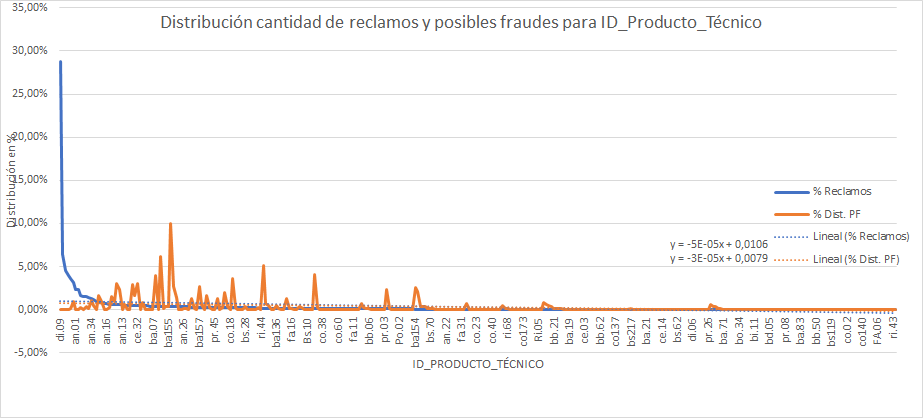 Distribución cantidad de reclamos y posibles fraudes para ID_Producto_Técnico
35,00%
30,00%
25,00%
20,00%
15,00%
10,00%
5,00%
0,00%
-5,00%
Distribución en %
% Reclamos
% Dist. PF
Lineal (% Reclamos)
Lineal (% Dist. PF)
y = -5E-05x + 0,0106
y = -3E-05x + 0,0079
di.09
an.01
an.34
an.16
an.13
ce.32
ba07
ba155
an.26
ba157
pr.45
co.18
bs.28
ri.44
ba136
fa.16
Bs.10
co.38
co.60
fa.11
bb.06
pr.03
Po.02
ba154
bs.70
an.22
fa.31
co.23
co.40
ri.68
co173
Ri.05
bb.21
ba.19
ce.03
bb.62
co137
bs217
ba.21
ce.14
bs.62
di.06
pr.26
ba.71
bo.34
bi.11
bd.05
pr.08
ba83
bb.50
bs119
co.02
co140
FA.06
ri.43
ID_PRODUCTO_TÉCNICO